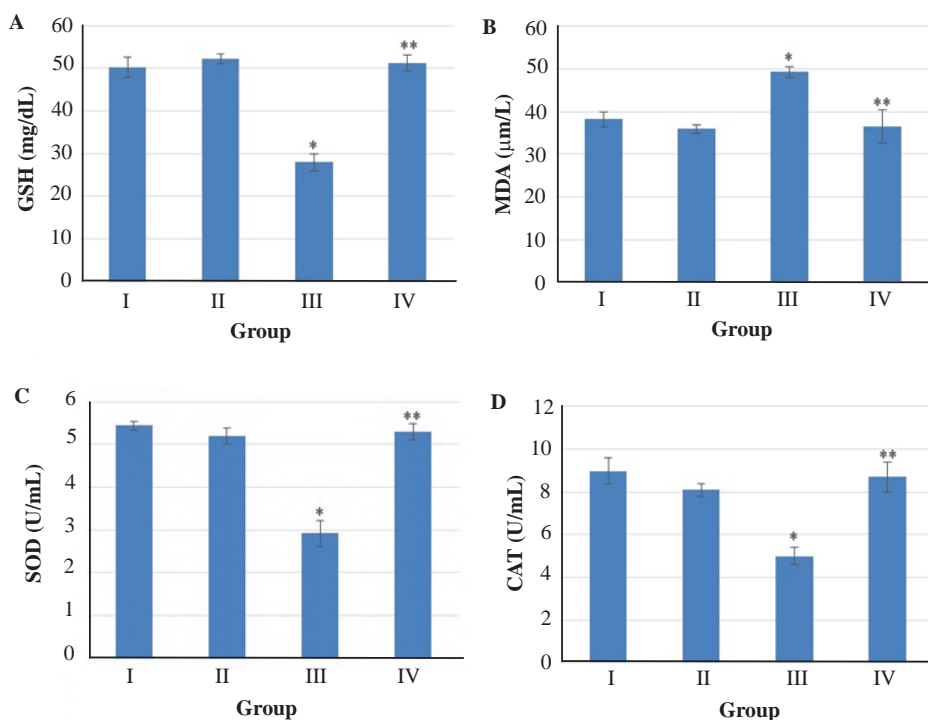 A
60
50
40
30
20
10
0
GSH (mg/dL)
**
*
I II III IV
Group
B
60
50
40
30
20
10
0
MDA (μm/L)
*
**
I II III IV
Group
C
6
5
4
3
2
1
0
SOD (U/mL)
**
*
I II III IV
Group
D
12
10
8
6
4
2
0
CAT (U/mL)
**
*
I II III IV
Group